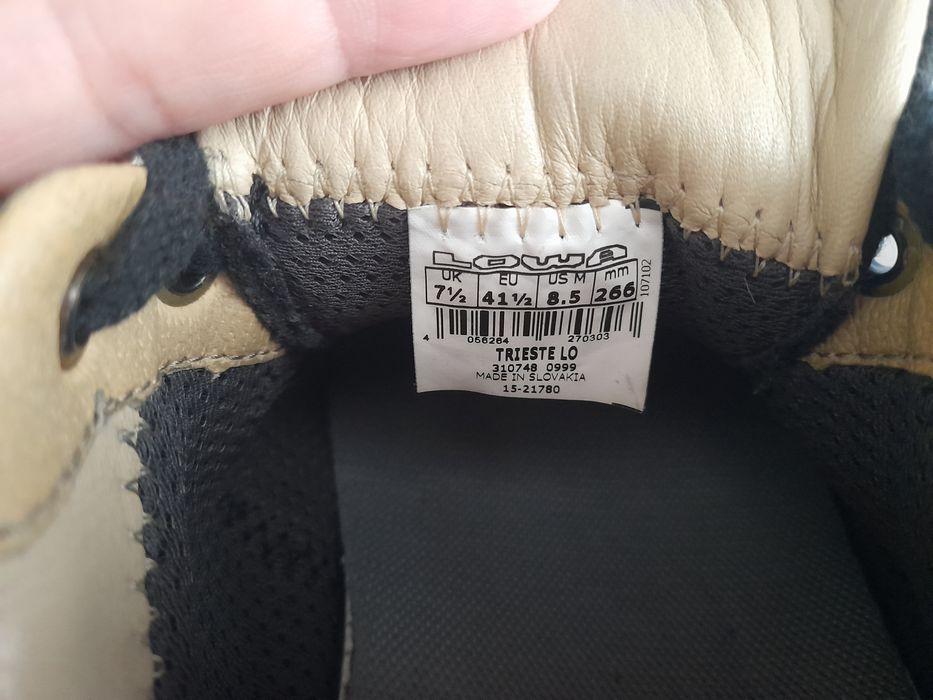 LOWA
UK EU US M mm
7½ 41½ 8.5 266
107102
4 056284 270303
TRIESTE LO
310748 0999
MADE IN SLOVAKIA
15-21780